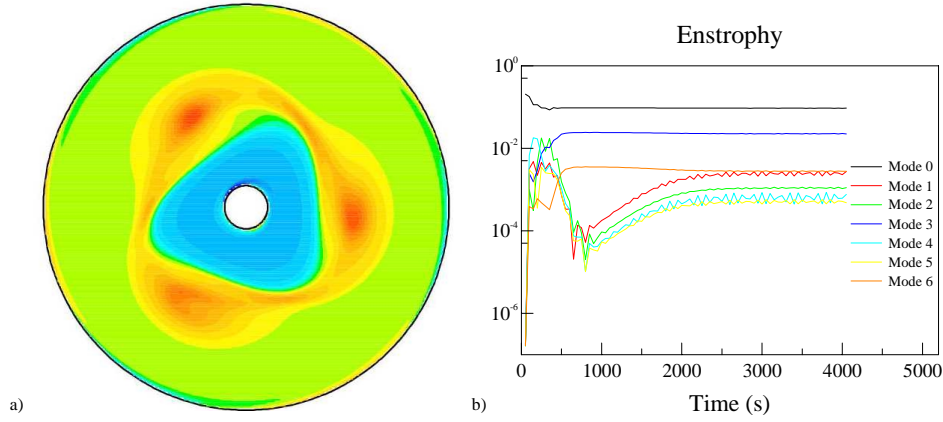 a)
b)
Enstrophy
10^0
10^-2
10^-4
10^-6
0
1000
2000
3000
4000
5000
Time (s)
Mode 0
Mode 1
Mode 2
Mode 3
Mode 4
Mode 5
Mode 6